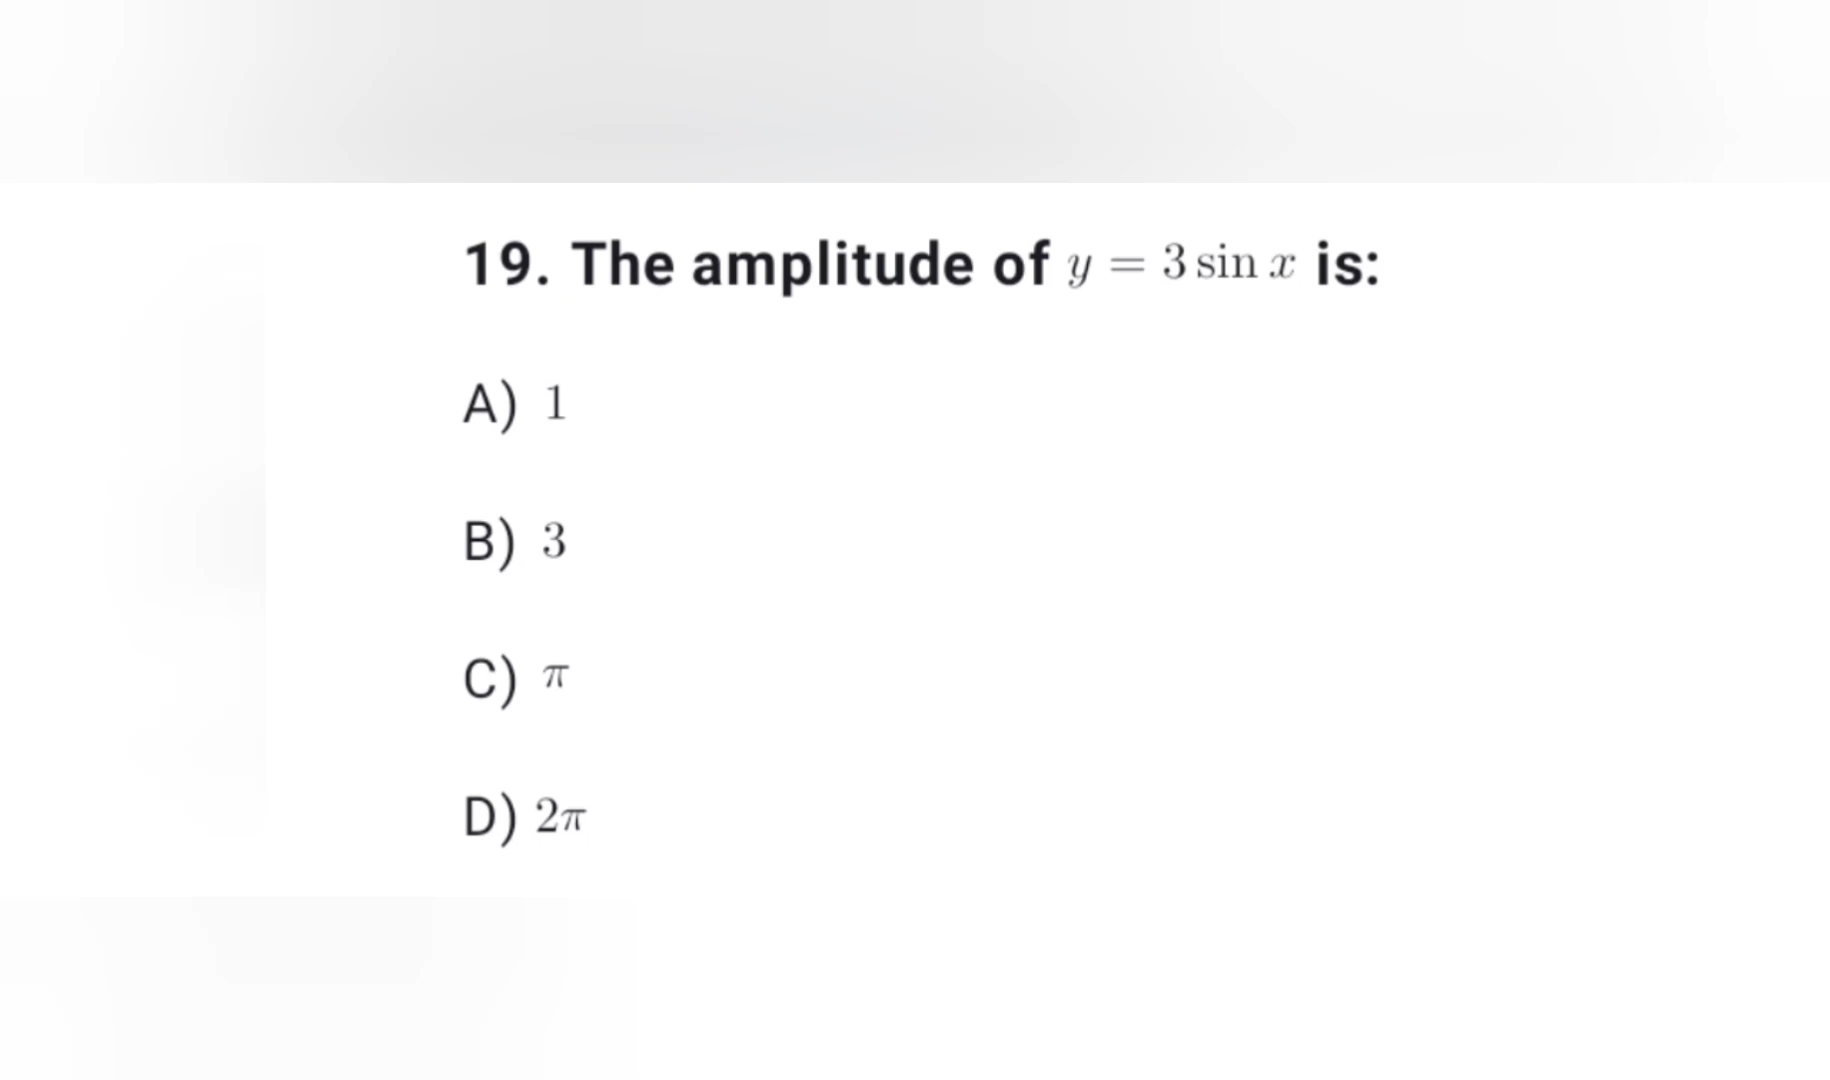 19. The amplitude of y = 3 sin x is:
A) 1
B) 3
C) π
D) 2π